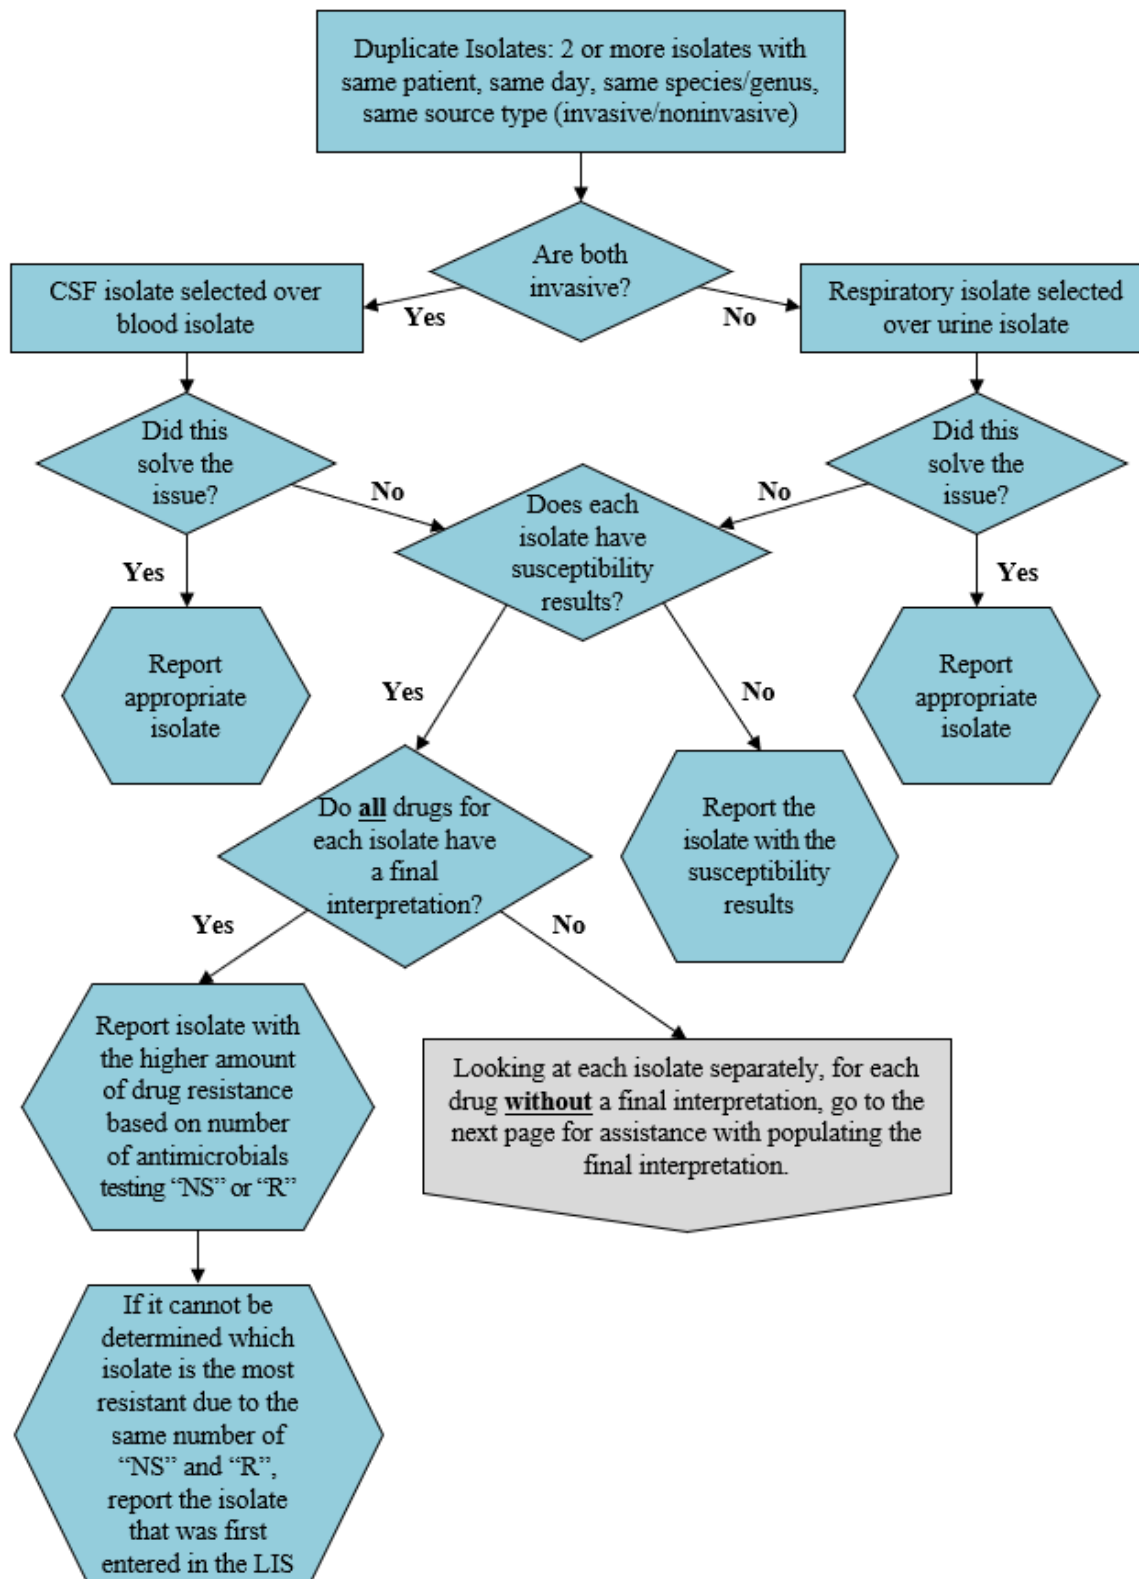 Duplicate Isolates: 2 or more isolates with
same patient, same day, same species/genus,
same source type (invasive/noninvasive)
Are both
invasive?
Yes
No
CSF isolate selected over
blood isolate
Respiratory isolate selected
over urine isolate
Did this
solve the
issue?
Did this
solve the
issue?
No
No
Does each
isolate have
susceptibility
results?
Yes
Yes
Report
appropriate
isolate
Report
appropriate
isolate
Yes
No
Do all drugs for
each isolate have
a final
interpretation?
Report the
isolate with the
susceptibility
results
Yes
No
Report isolate with
the higher amount
of drug resistance
based on number
of antimicrobials
testing “NS” or “R”
Looking at each isolate separately, for each
drug without a final interpretation, go to the
next page for assistance with populating the
final interpretation.
If it cannot be
determined which
isolate is the most
resistant due to the
same number of
“NS” and “R”,
report the isolate
that was first
entered in the LIS